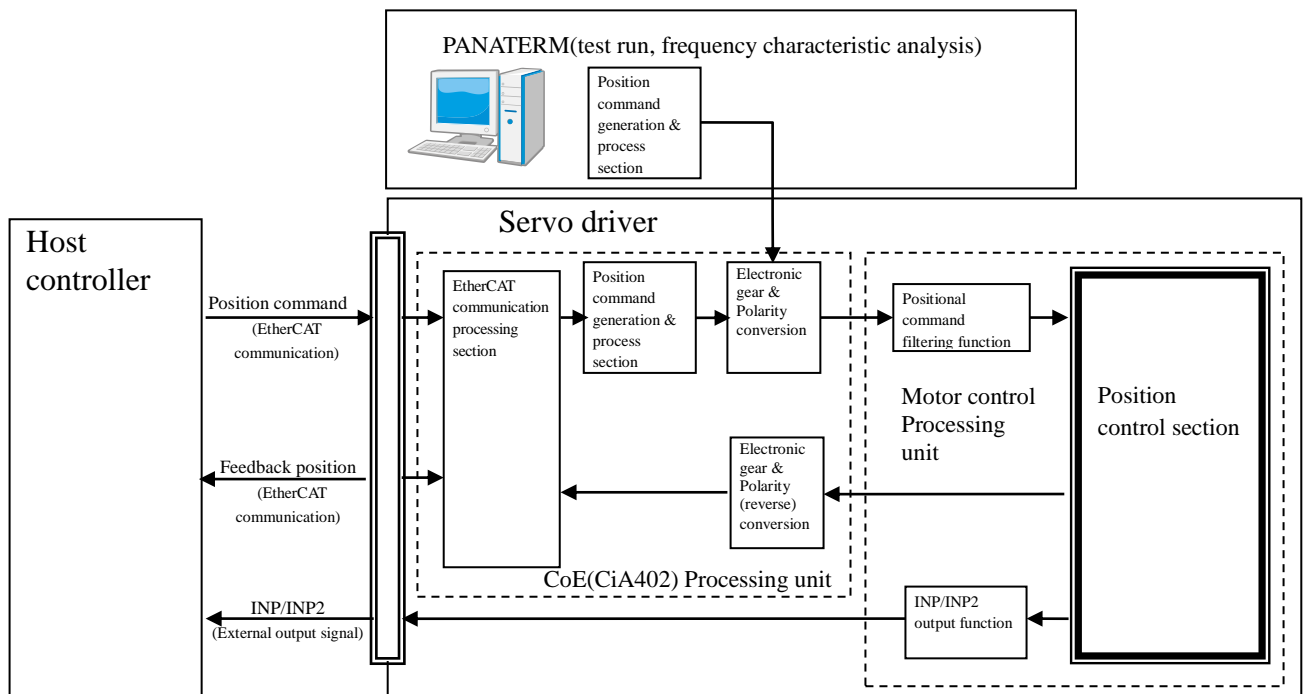 PANATERM(test run, frequency characteristic analysis)
Position
command
generation &
process
section
Servo driver
Host
controller
Position command
(EtherCAT
communication)
EtherCAT
communication
processing
section
Position
command
generation &
process
section
Electronic
gear &
Polarity
conversion
Positional
command
filtering function
Motor control
Processing
unit
Position
control section
Feedback position
(EtherCAT
communication)
Electronic
gear &
Polarity
(reverse)
conversion
CoE(CiA402) Processing unit
INP/INP2
(External output signal)
INP/INP2
output function